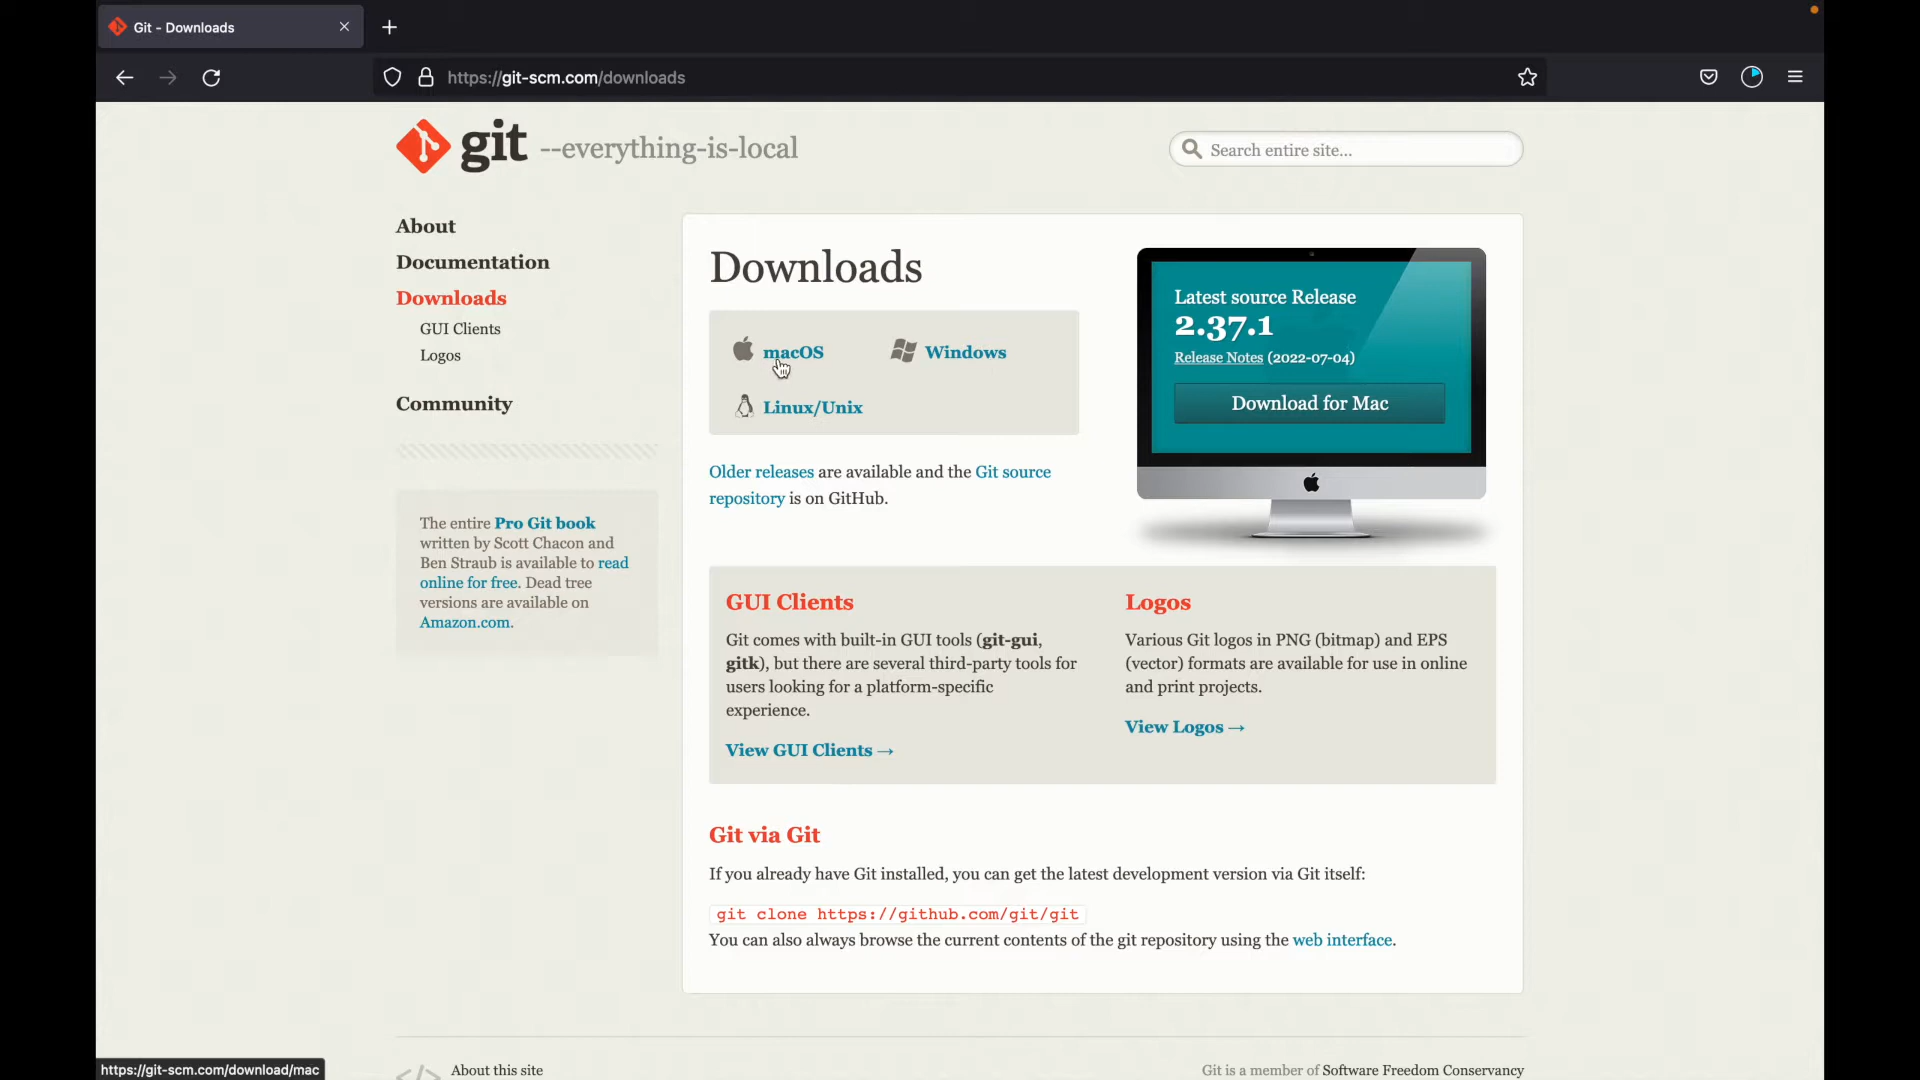 Git - Downloads
https://git-scm.com/downloads
git --everything-is-local
Search entire site...
About
Documentation
Downloads
GUI Clients
Logos
Community
The entire Pro Git book
written by Scott Chacon and
Ben Straub is available to read
online for free. Dead tree
versions are available on
Amazon.com.
Downloads
macOS
Windows
Linux/Unix
Older releases are available and the Git source
repository is on GitHub.
Latest source Release
2.37.1
Release Notes (2022-07-04)
Download for Mac
GUI Clients
Git comes with built-in GUI tools (git-gui,
gitk), but there are several third-party tools for
users looking for a platform-specific
experience.
View GUI Clients →
Logos
Various Git logos in PNG (bitmap) and EPS
(vector) formats are available for use in online
and print projects.
View Logos →
Git via Git
If you already have Git installed, you can get the latest development version via Git itself:
git clone https://github.com/git/git
You can also always browse the current contents of the git repository using the web interface.
About this site
Git is a member of Software Freedom Conservancy
https://git-scm.com/download/mac